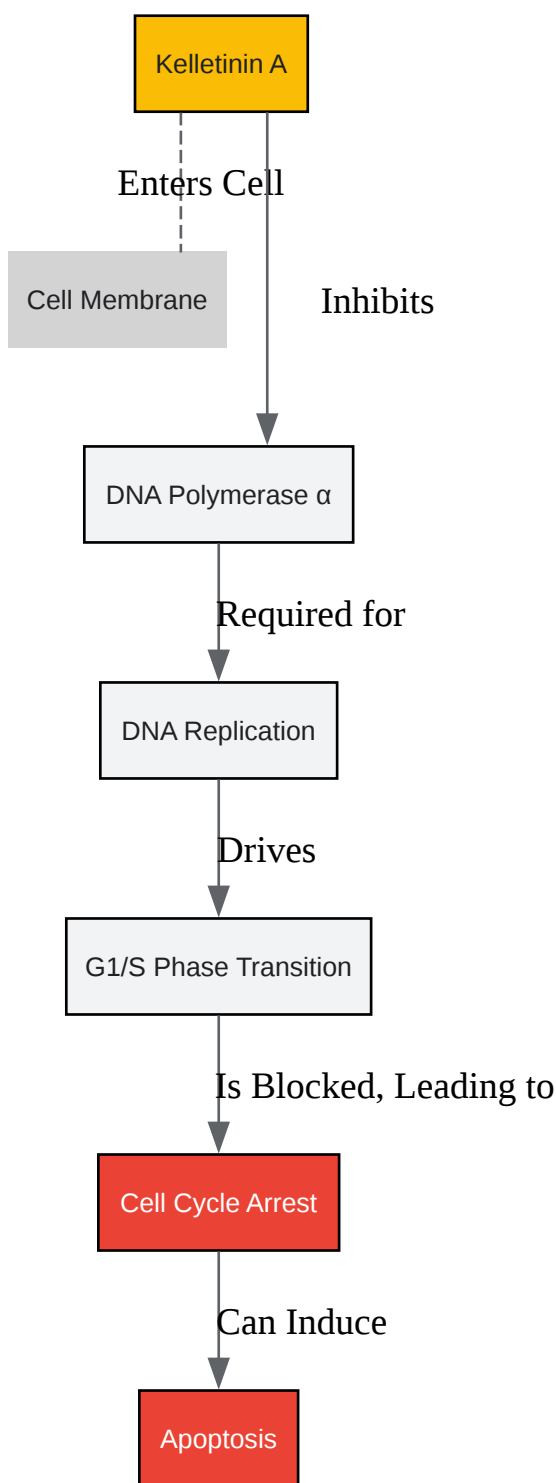 Kelletinin A
Enters Cell
Cell Membrane
Inhibits
DNA Polymerase α
Required for
DNA Replication
Drives
G1/S Phase Transition
Is Blocked, Leading to
Cell Cycle Arrest
Can Induce
Apoptosis